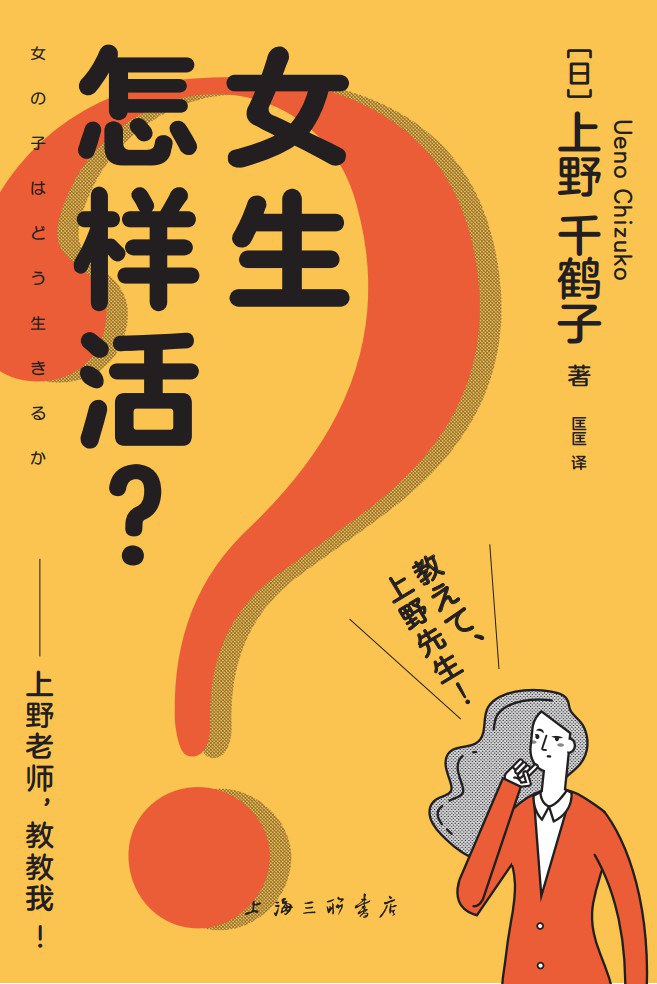 女生
怎样活?
女の子はどう生きるか
——上野老师,教教我!
[日]上野 千鹤子 著
匡匡 译
Ueno Chizuko
教えて、
上野先生!
上海三联书店